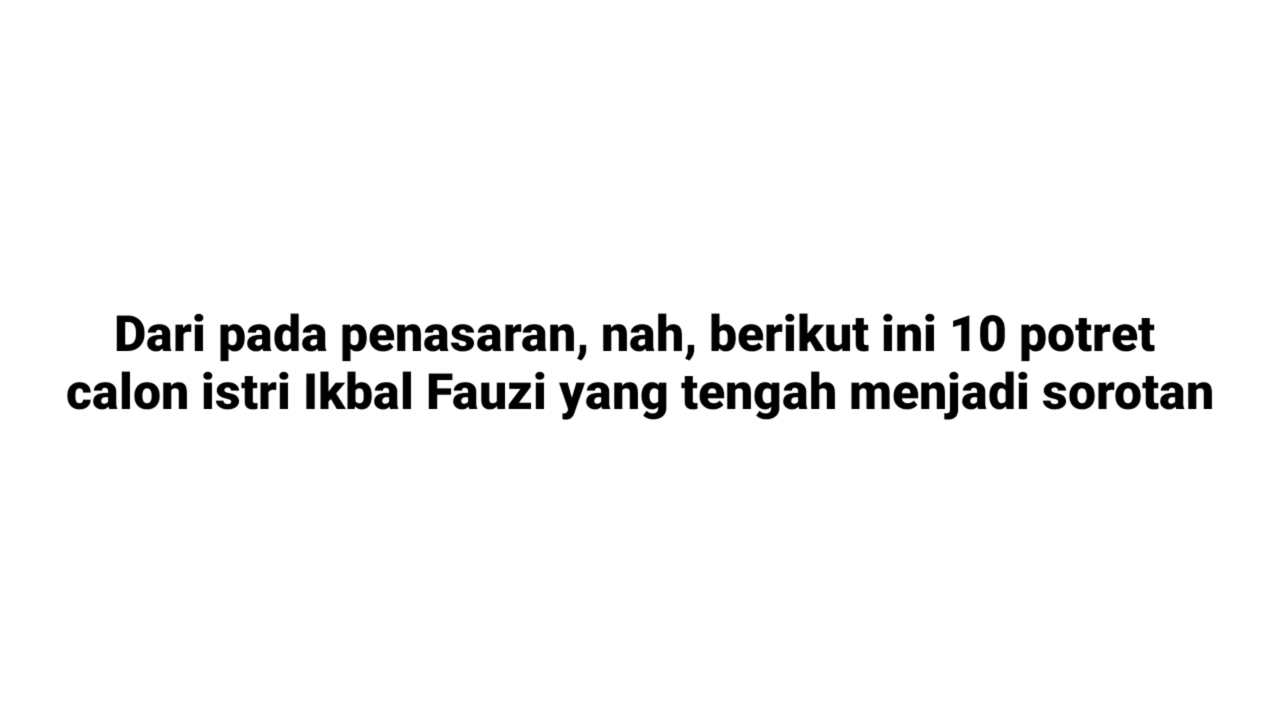 Dari pada penasaran, nah, berikut ini 10 potret
calon istri Ikbal Fauzi yang tengah menjadi sorotan